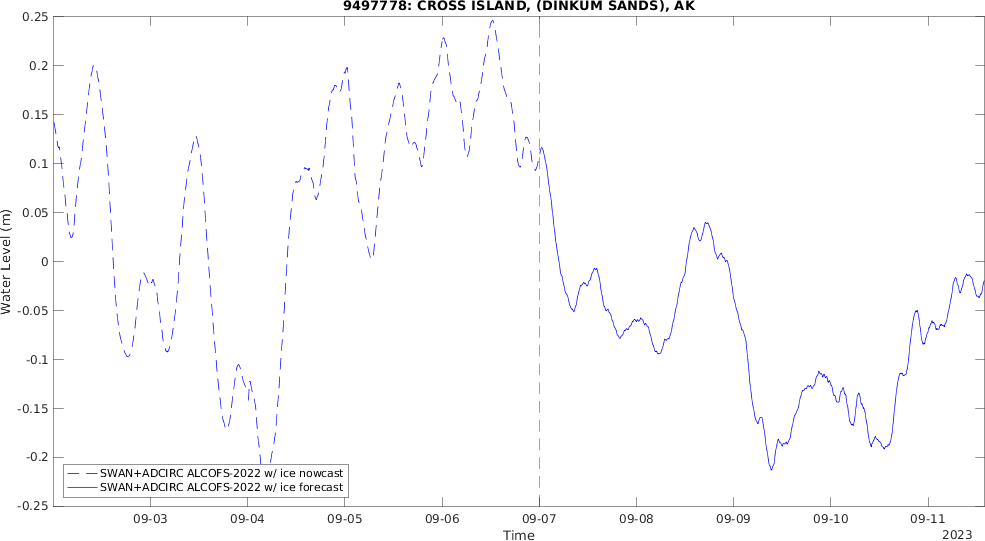 9497778: CROSS ISLAND, (DINKUM SANDS), AK
0.25
0.2
0.15
0.1
0.05
0
-0.05
-0.1
-0.15
-0.2
-0.25
Water Level (m)
SWAN+ADCIRC ALCOFS-2022 w/ ice nowcast
SWAN+ADCIRC ALCOFS-2022 w/ ice forecast
09-03 09-04 09-05 09-06 09-07 09-08 09-09 09-10 09-11
Time
2023